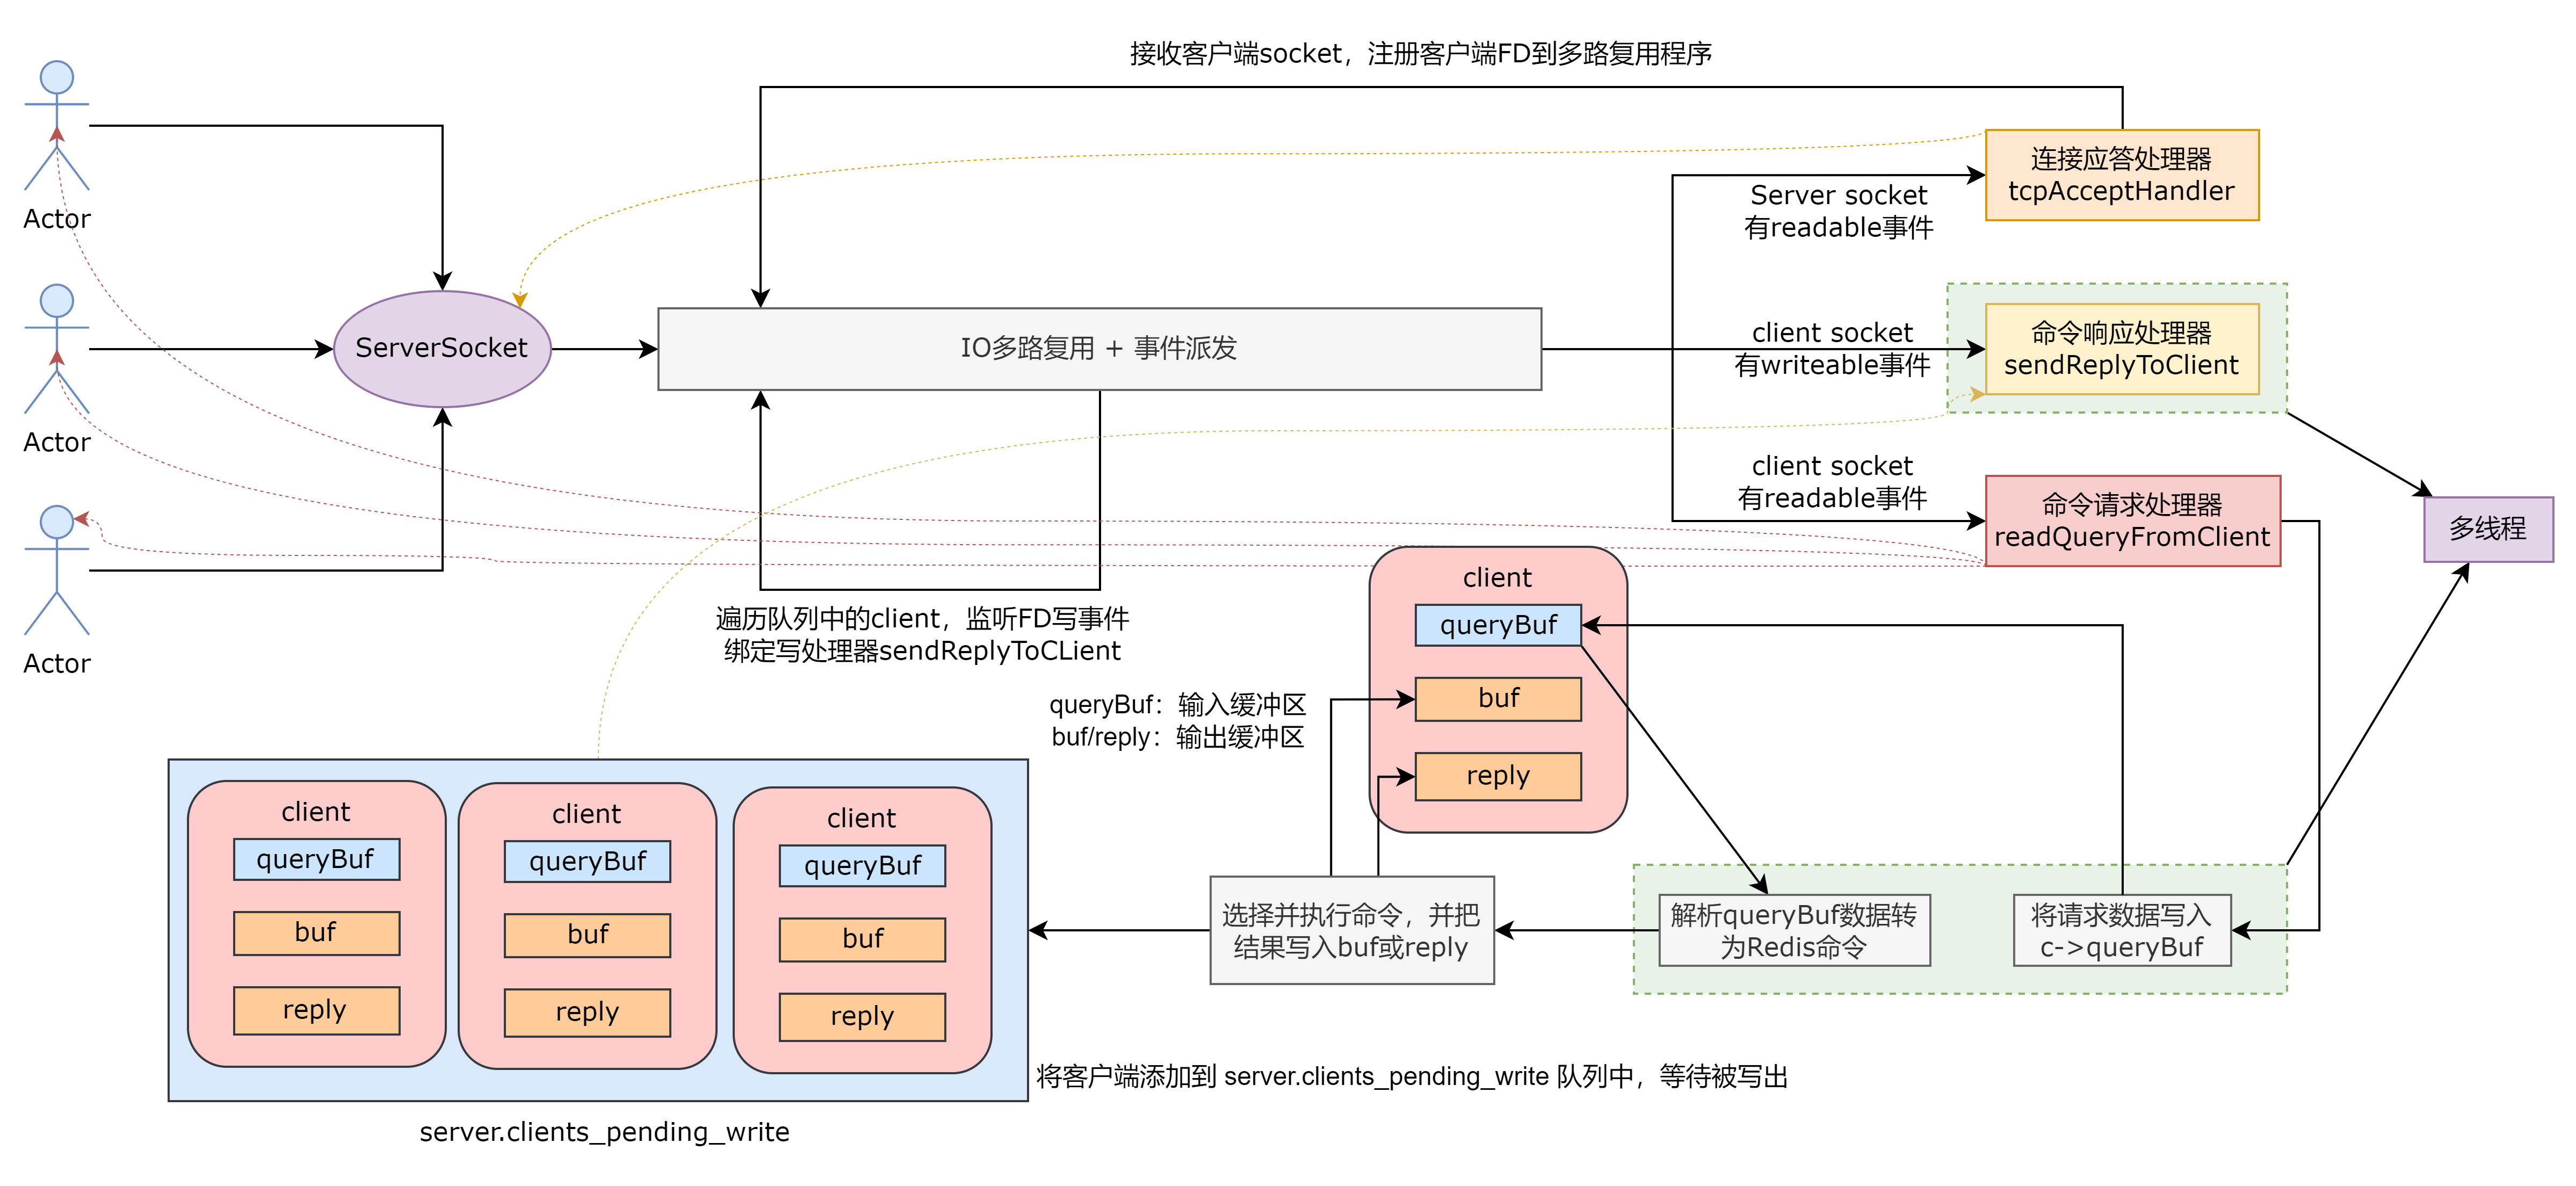 接收客户端socket，注册客户端FD到多路复用程序
Actor
Actor
Actor
ServerSocket
IO多路复用 + 事件派发
Server socket
有readable事件
连接应答处理器
tcpAcceptHandler
client socket
有writeable事件
命令响应处理器
sendReplyToClient
client socket
有readable事件
命令请求处理器
readQueryFromClient
多线程
遍历队列中的client，监听FD写事件
绑定写处理器sendReplyToCLient
client
queryBuf
buf
reply
queryBuf：输入缓冲区
buf/reply：输出缓冲区
client
queryBuf
buf
reply
client
queryBuf
buf
reply
client
queryBuf
buf
reply
选择并执行命令，并把
结果写入buf或reply
解析queryBuf数据转
为Redis命令
将请求数据写入
c->queryBuf
将客户端添加到 server.clients_pending_write 队列中，等待被写出
server.clients_pending_write